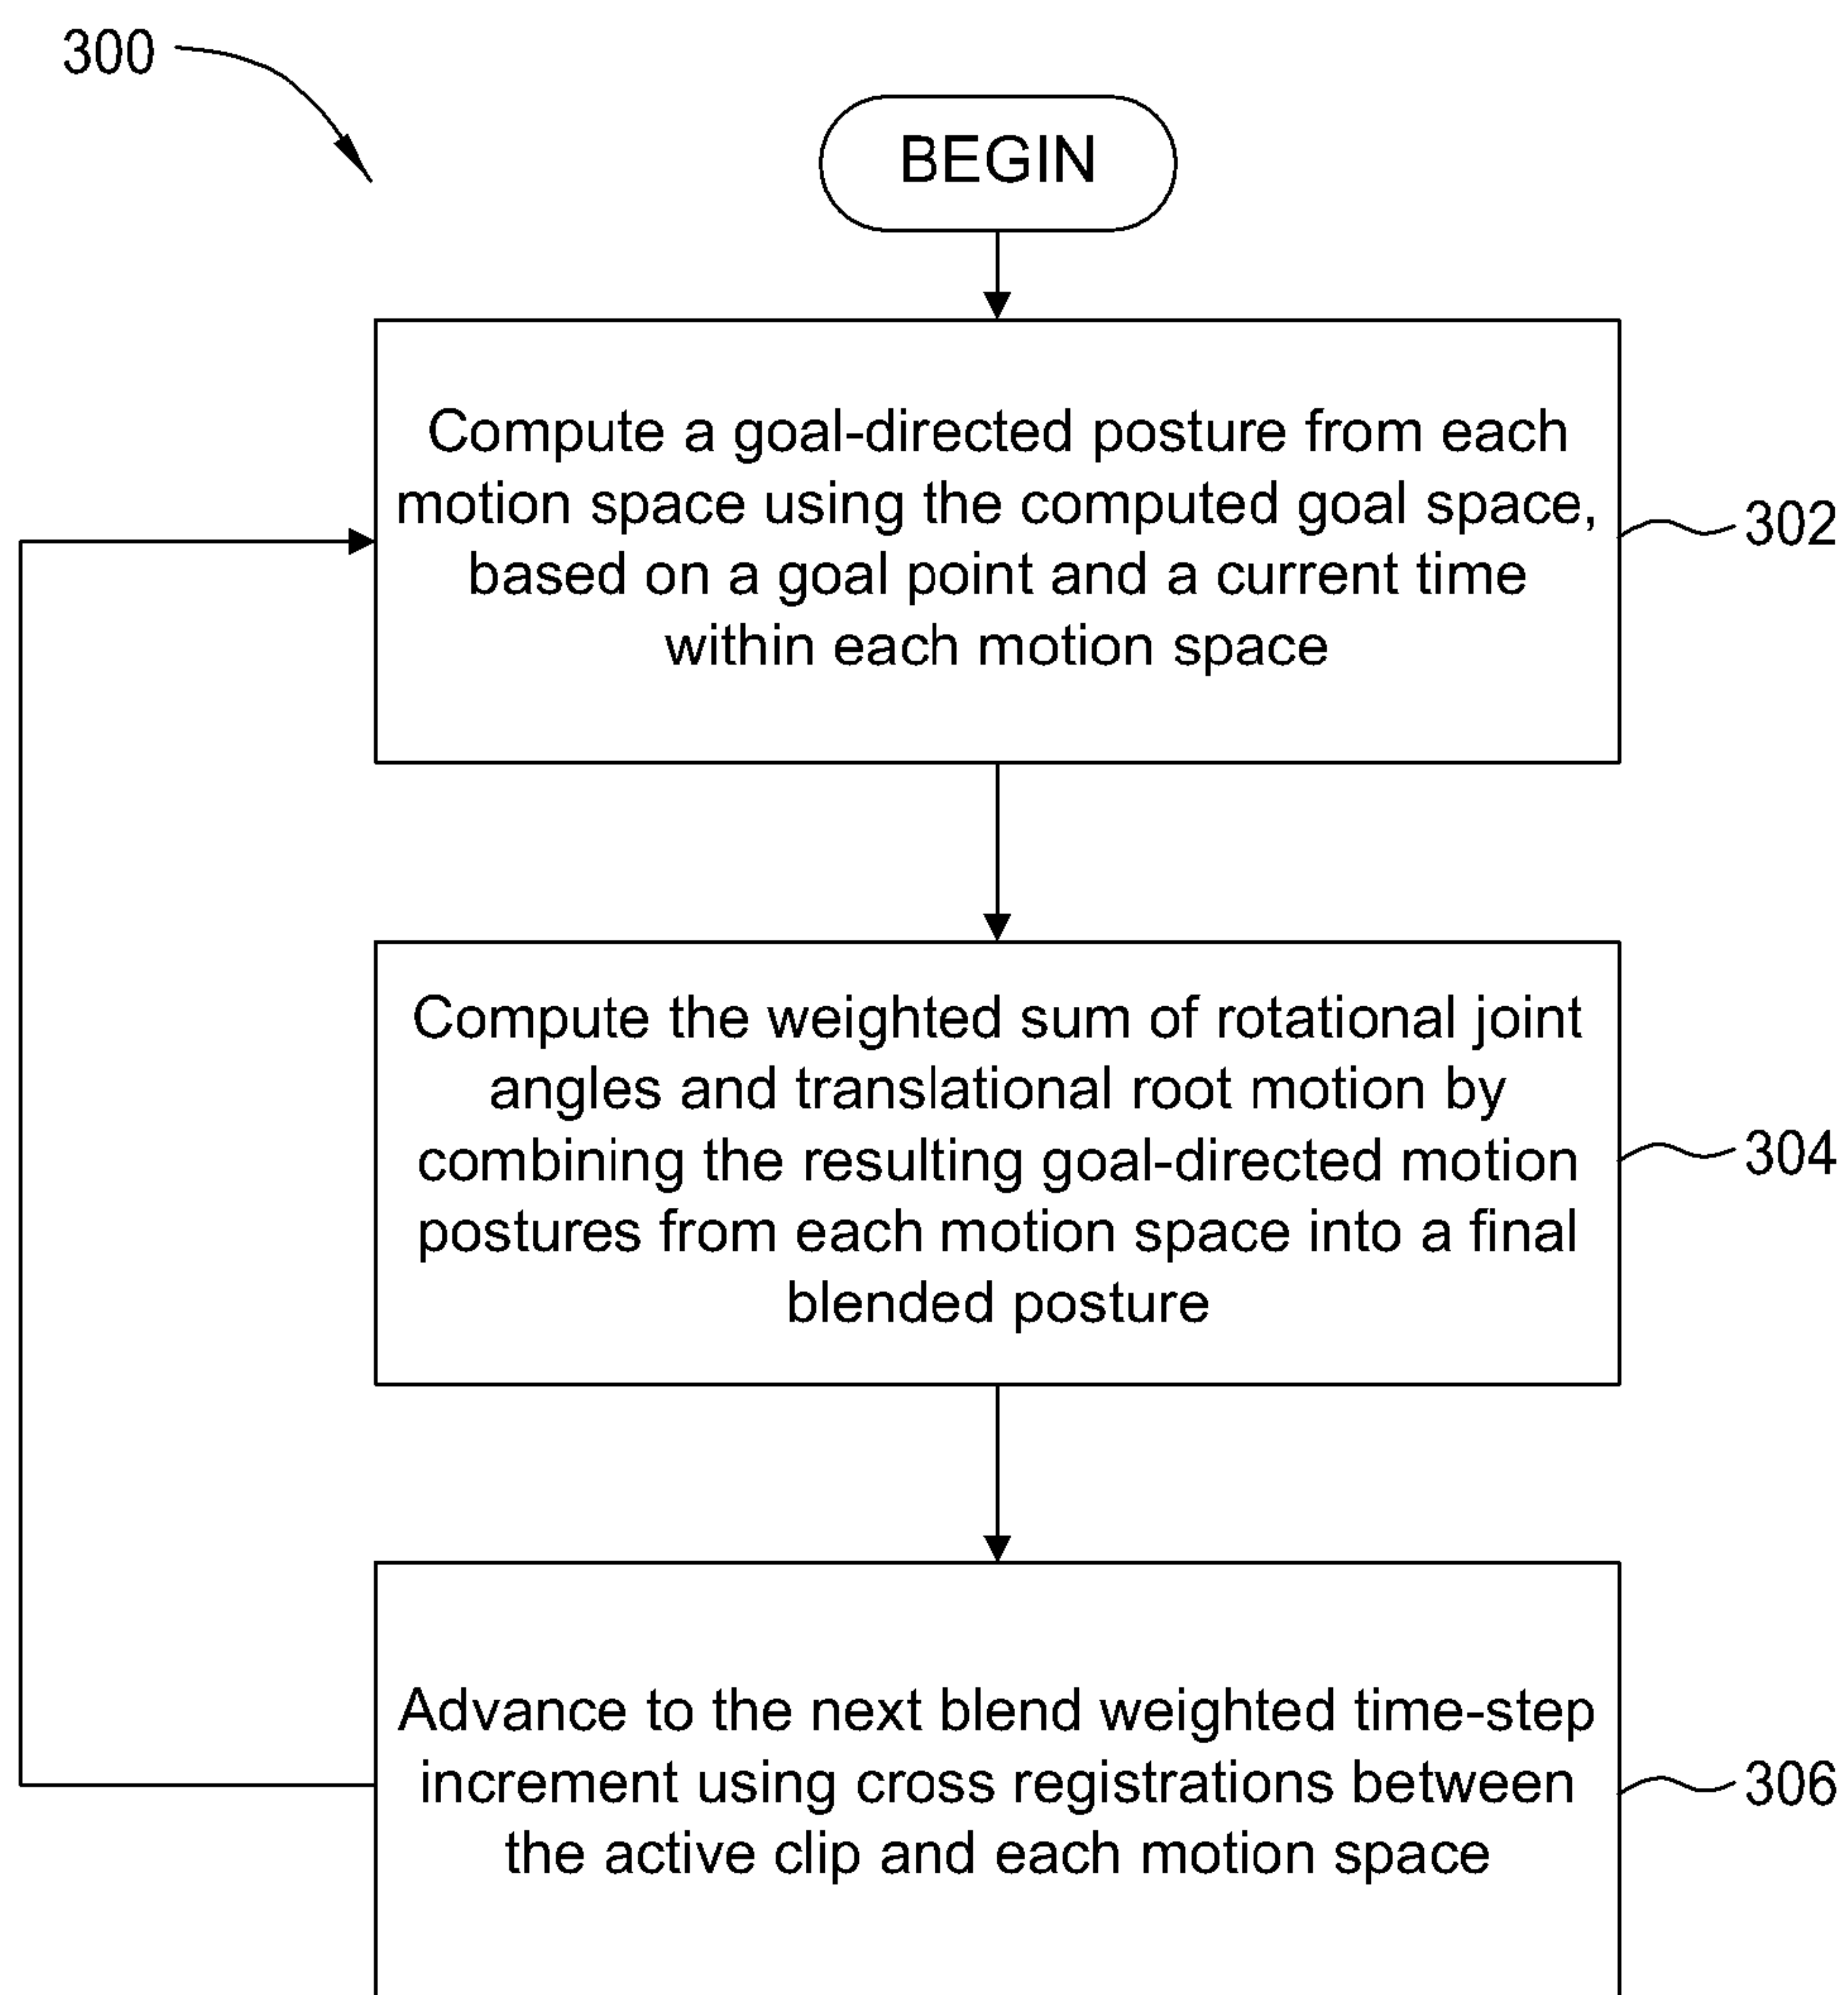 300
BEGIN
Compute a goal-directed posture from each
motion space using the computed goal space,
based on a goal point and a current time
within each motion space
302
Compute the weighted sum of rotational joint
angles and translational root motion by
combining the resulting goal-directed motion
postures from each motion space into a final
blended posture
304
Advance to the next blend weighted time-step
increment using cross registrations between
the active clip and each motion space
306